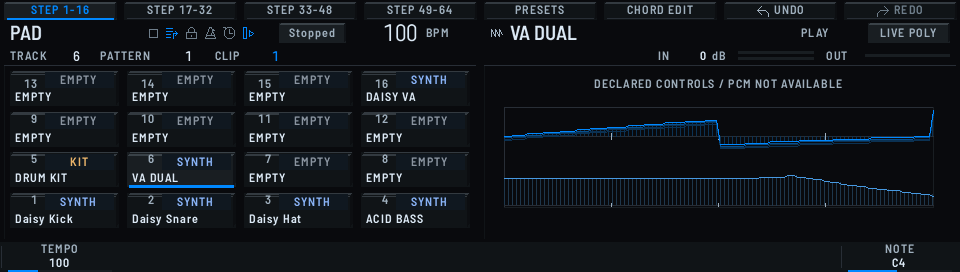 STEP 1-16 STEP 17-32 STEP 33-48 STEP 49-64 PRESETS CHORD EDIT UNDO REDO
PAD Stopped 100 BPM VA DUAL PLAY LIVE POLY
TRACK 6 PATTERN 1 CLIP 1 IN 0 dB OUT
13 EMPTY 14 EMPTY 15 EMPTY 16 SYNTH
EMPTY EMPTY EMPTY DAISY VA
9 EMPTY 10 EMPTY 11 EMPTY 12 EMPTY
EMPTY EMPTY EMPTY EMPTY
5 KIT 6 SYNTH 7 EMPTY 8 EMPTY
DRUM KIT VA DUAL EMPTY EMPTY
1 SYNTH 2 SYNTH 3 SYNTH 4 SYNTH
Daisy Kick Daisy Snare Daisy Hat ACID BASS
DECLARED CONTROLS / PCM NOT AVAILABLE
TEMPO NOTE
100 C4